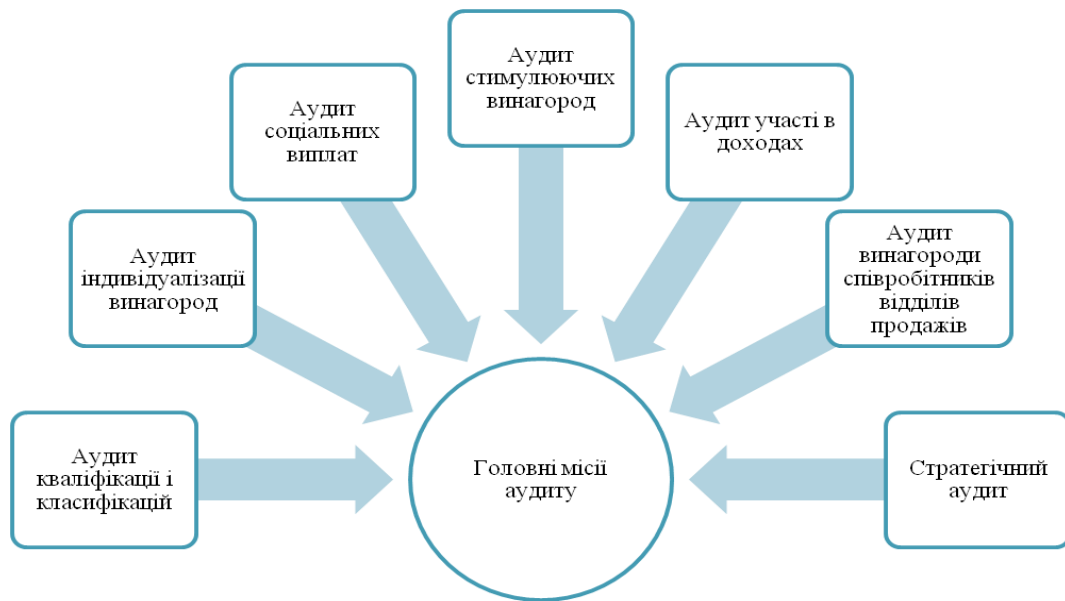 Аудит
стимулюючих
винагород
Аудит
соціальних
виплат
Аудит участі в
доходах
Аудит
індивідуалізації
винагород
Аудит
винагороди
співробітників
відділів
продажів
Аудит
кваліфікації і
класифікацій
Головні місії
аудиту
Стратегічний
аудит